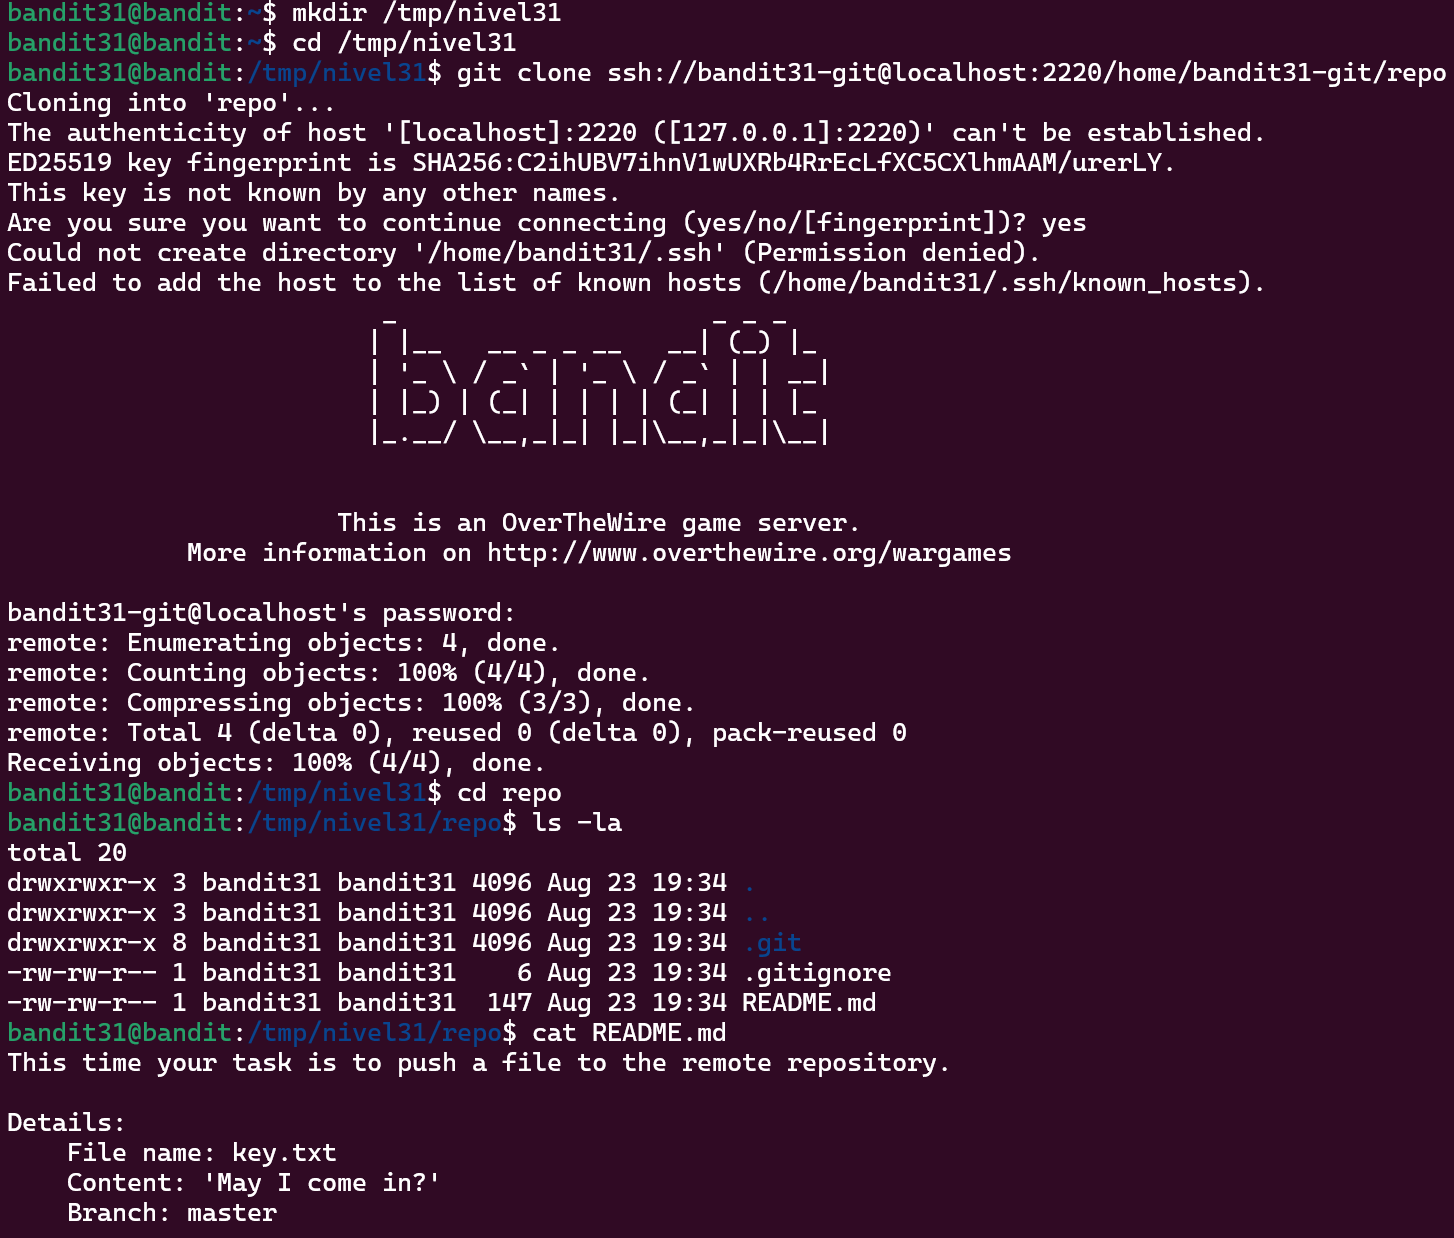 bandit31@bandit:~$ mkdir /tmp/nivel31
bandit31@bandit:~$ cd /tmp/nivel31
bandit31@bandit:/tmp/nivel31$ git clone ssh://bandit31-git@localhost:2220/home/bandit31-git/repo
Cloning into 'repo'...
The authenticity of host '[localhost]:2220 ([127.0.0.1]:2220)' can't be established.
ED25519 key fingerprint is SHA256:C2ihUBV7ihnV1wUXRb4RrEcLfXC5CXlhmAAM/urerLY.
This key is not known by any other names.
Are you sure you want to continue connecting (yes/no/[fingerprint])? yes
Could not create directory '/home/bandit31/.ssh' (Permission denied).
Failed to add the host to the list of known hosts (/home/bandit31/.ssh/known_hosts).
                         _                     _ _ _
                        | |__   __ _ _ __   __| (_) |_
                        | '_ \ / _` | '_ \ / _` | | __|
                        | |_) | (_| | | | | (_| | | |_
                        |_.__/ \__,_|_| |_|\__,_|_|\__|
                      This is an OverTheWire game server.
            More information on http://www.overthewire.org/wargames
bandit31-git@localhost's password:
remote: Enumerating objects: 4, done.
remote: Counting objects: 100% (4/4), done.
remote: Compressing objects: 100% (3/3), done.
remote: Total 4 (delta 0), reused 0 (delta 0), pack-reused 0
Receiving objects: 100% (4/4), done.
bandit31@bandit:/tmp/nivel31$ cd repo
bandit31@bandit:/tmp/nivel31/repo$ ls -la
total 20
drwxrwxr-x 3 bandit31 bandit31 4096 Aug 23 19:34 .
drwxrwxr-x 3 bandit31 bandit31 4096 Aug 23 19:34 ..
drwxrwxr-x 8 bandit31 bandit31 4096 Aug 23 19:34 .git
-rw-rw-r-- 1 bandit31 bandit31    6 Aug 23 19:34 .gitignore
-rw-rw-r-- 1 bandit31 bandit31  147 Aug 23 19:34 README.md
bandit31@bandit:/tmp/nivel31/repo$ cat README.md
This time your task is to push a file to the remote repository.
Details:
    File name: key.txt
    Content: 'May I come in?'
    Branch: master